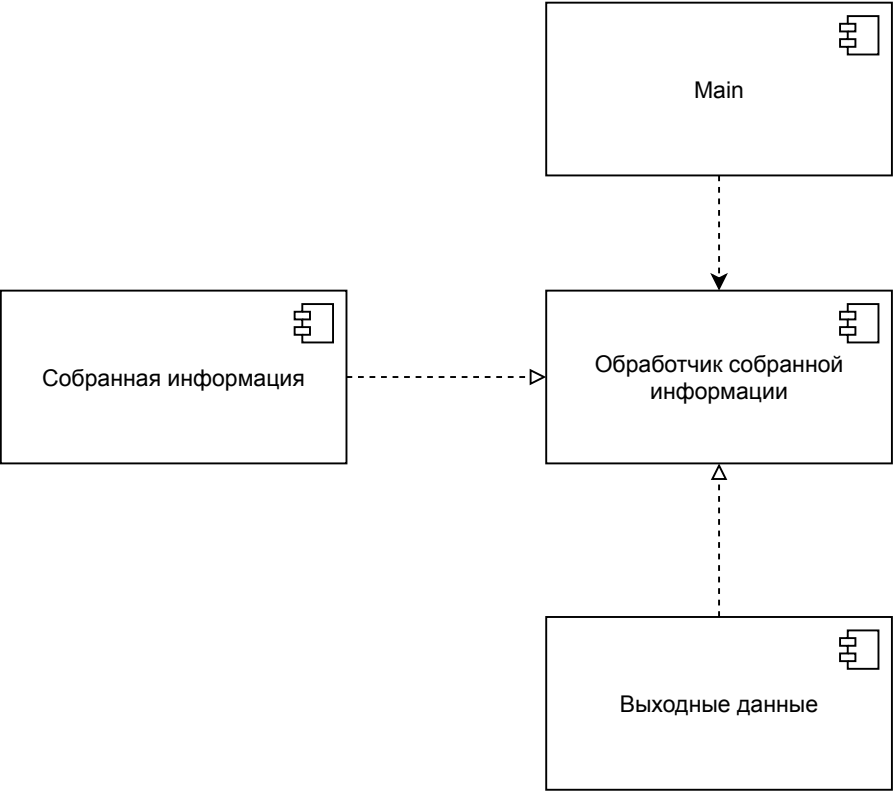 Main
Собранная информация
Обработчик собранной
информации
Выходные данные